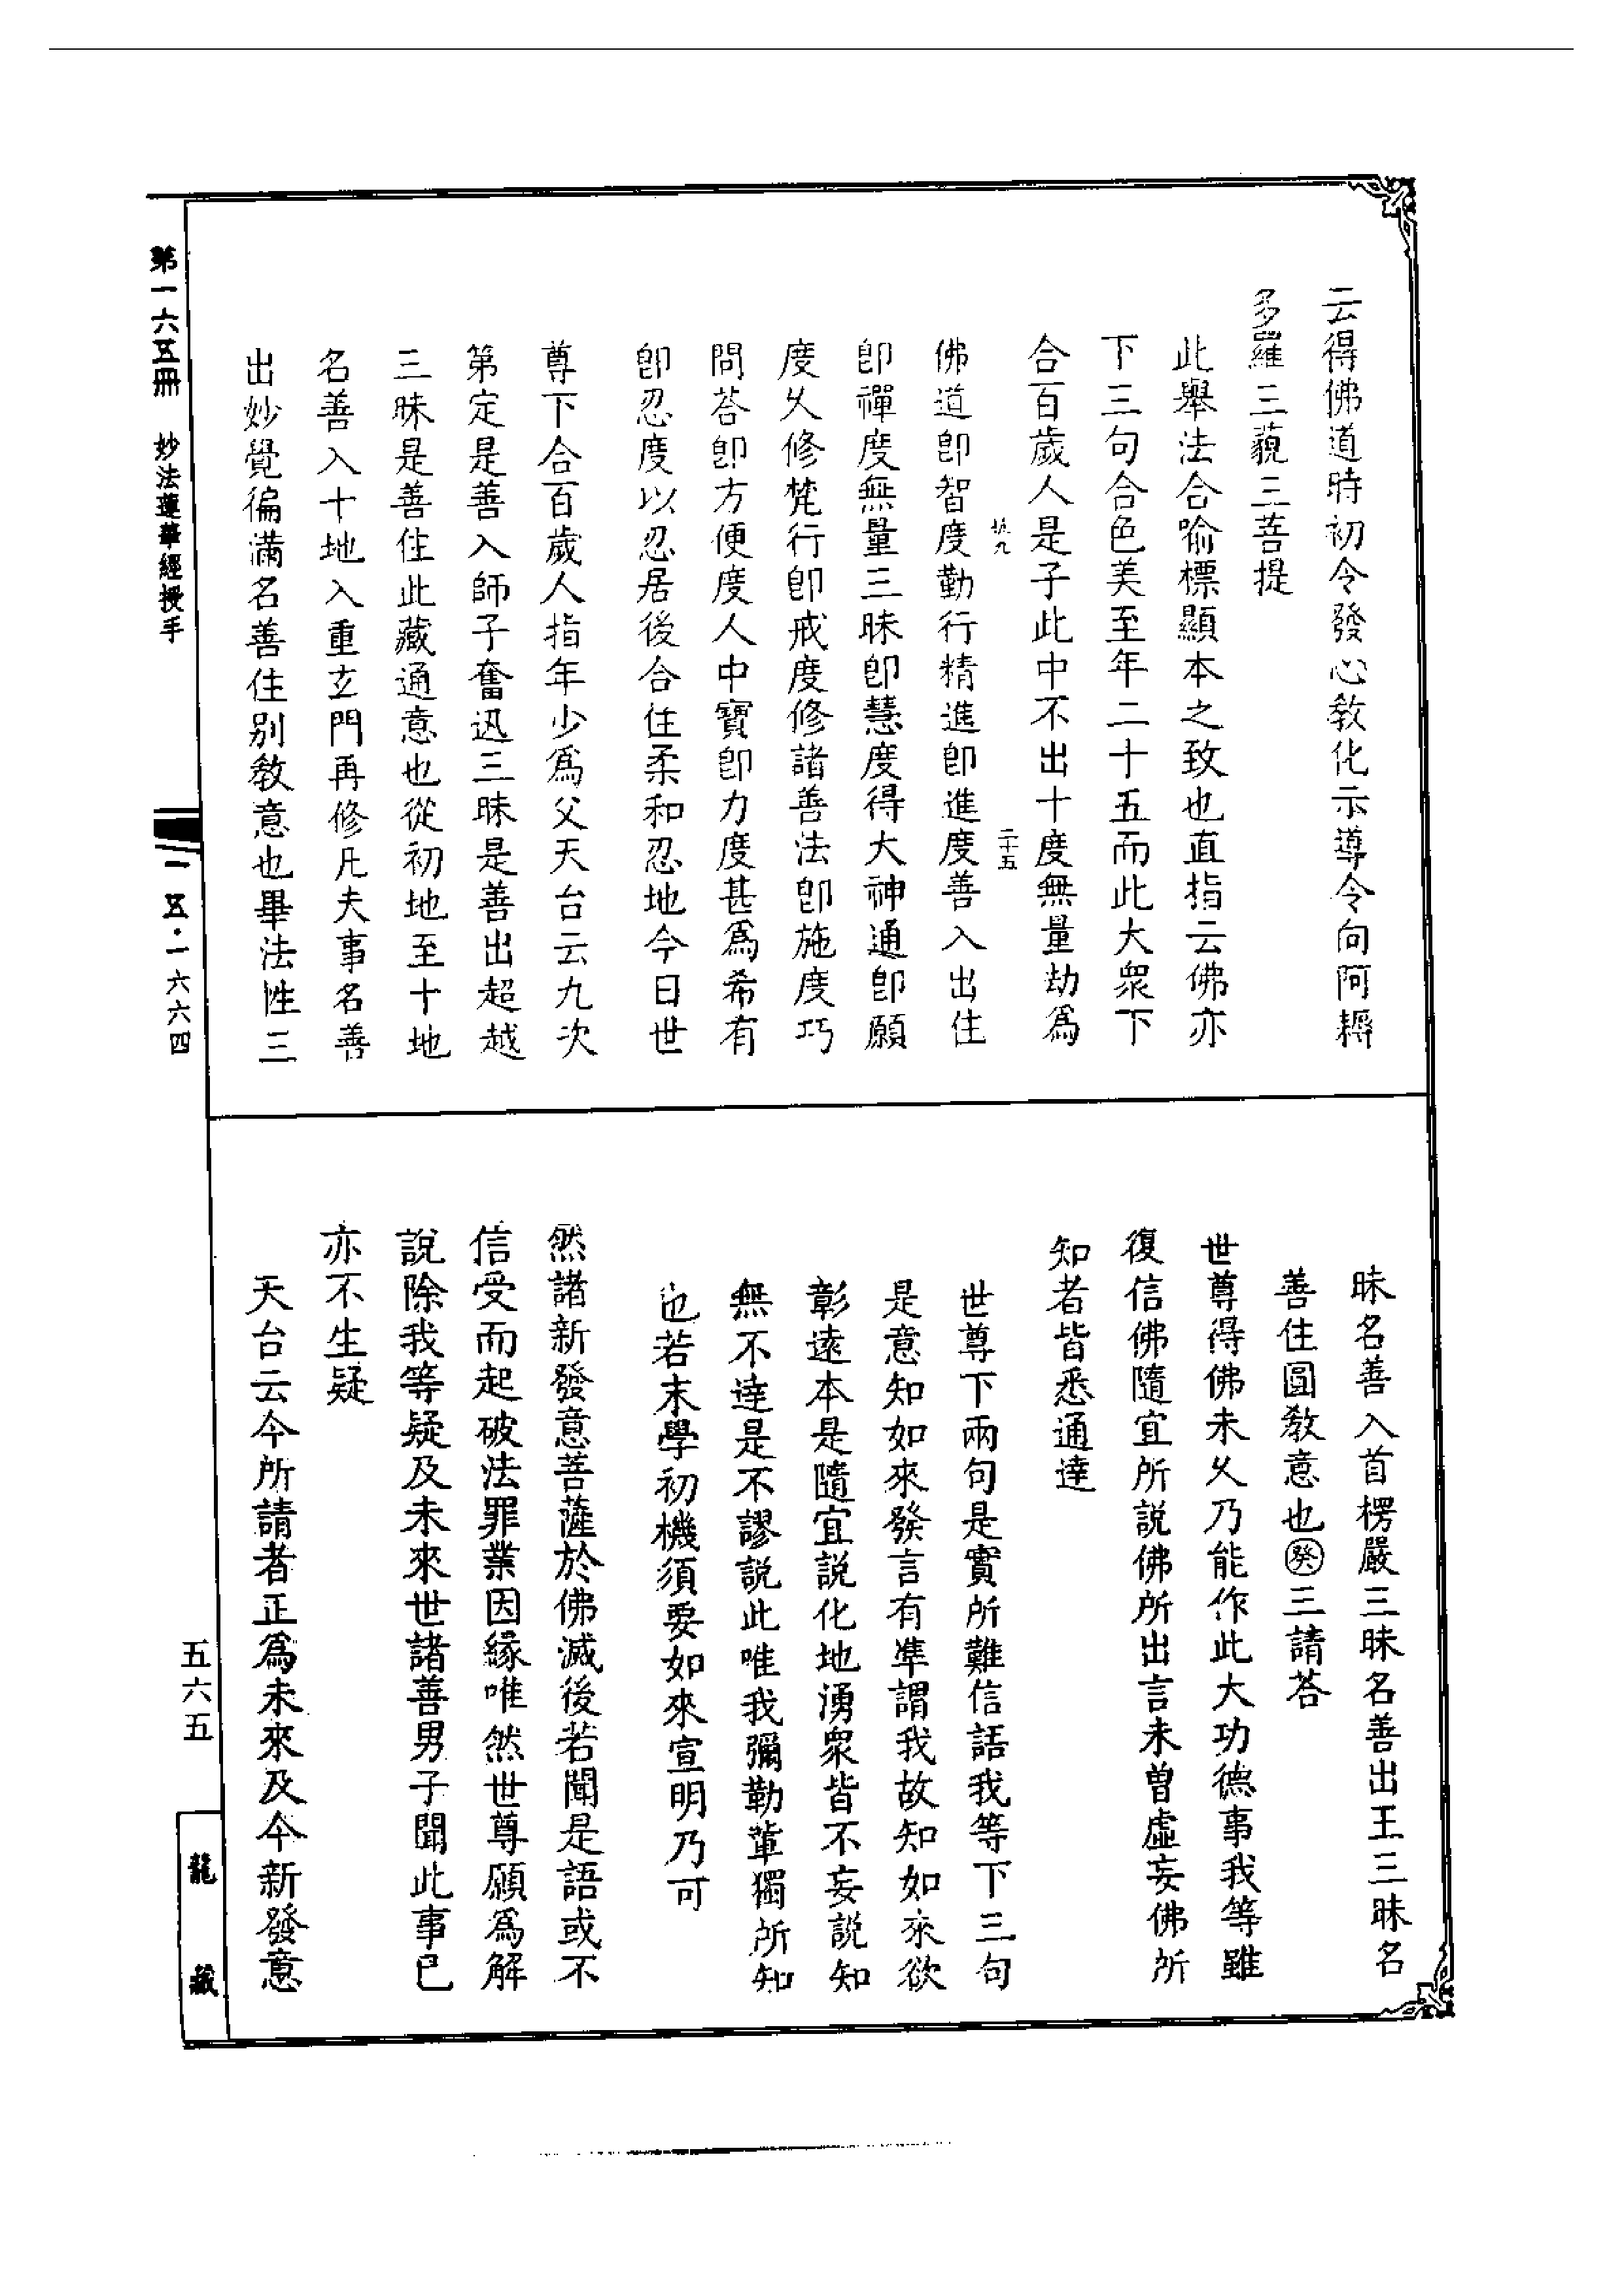 云得佛道時初令發心教化示導令向阿耨
多羅三藐三菩提
此舉法合喻標顯本之致也直指云佛亦
下三句合色美至年二十五而此大衆下
合百歲人是子此中不出十度無量劫爲
二十五
佛道卽智度勤行精進卽進度善入出住
卽禪度無量三昧卽慧度得大神通卽願
度久修梵行卽戒度修諸善法卽施度巧
問荅卽方便度人中寶卽力度甚爲希有
卽忍度以忍居後合住柔和忍地今日世
尊下合百歲人指年少爲父天台云九次
第定是善入師子奮迅三昧是善出超越
三昧是善住此藏通意也從初地至十地
名善入十地入重玄門再修凡夫事名善
出妙覺徧滿名善住別教意也畢法性三
昧名善入首楞嚴三昧名善出王三昧名
善住圓教意也㊈三請荅
世尊得佛未久乃能作此大功德事我等雖
復信佛隨宜所說佛所出言未曾虛妄佛所
知者皆悉通達
世尊下兩句是實所難信語我等下三句
是意知如來發言有準謂我故知如來欲
彰遠本是隨宜說化地湧衆皆不妄說知
無不達是不謬說此唯我彌勒輩獨所知
也若末學初機須要如來宣明乃可
然諸新發意菩薩於佛滅後若聞是語或不
信受而起破法罪業因緣唯然世尊願爲解
說除我等疑及未來世諸善男子聞此事已
亦不生疑
天台云今所請者正爲未來及今新發意
第一六五冊 妙法蓮華經授手
一五·一六六四
五六五
龍藏